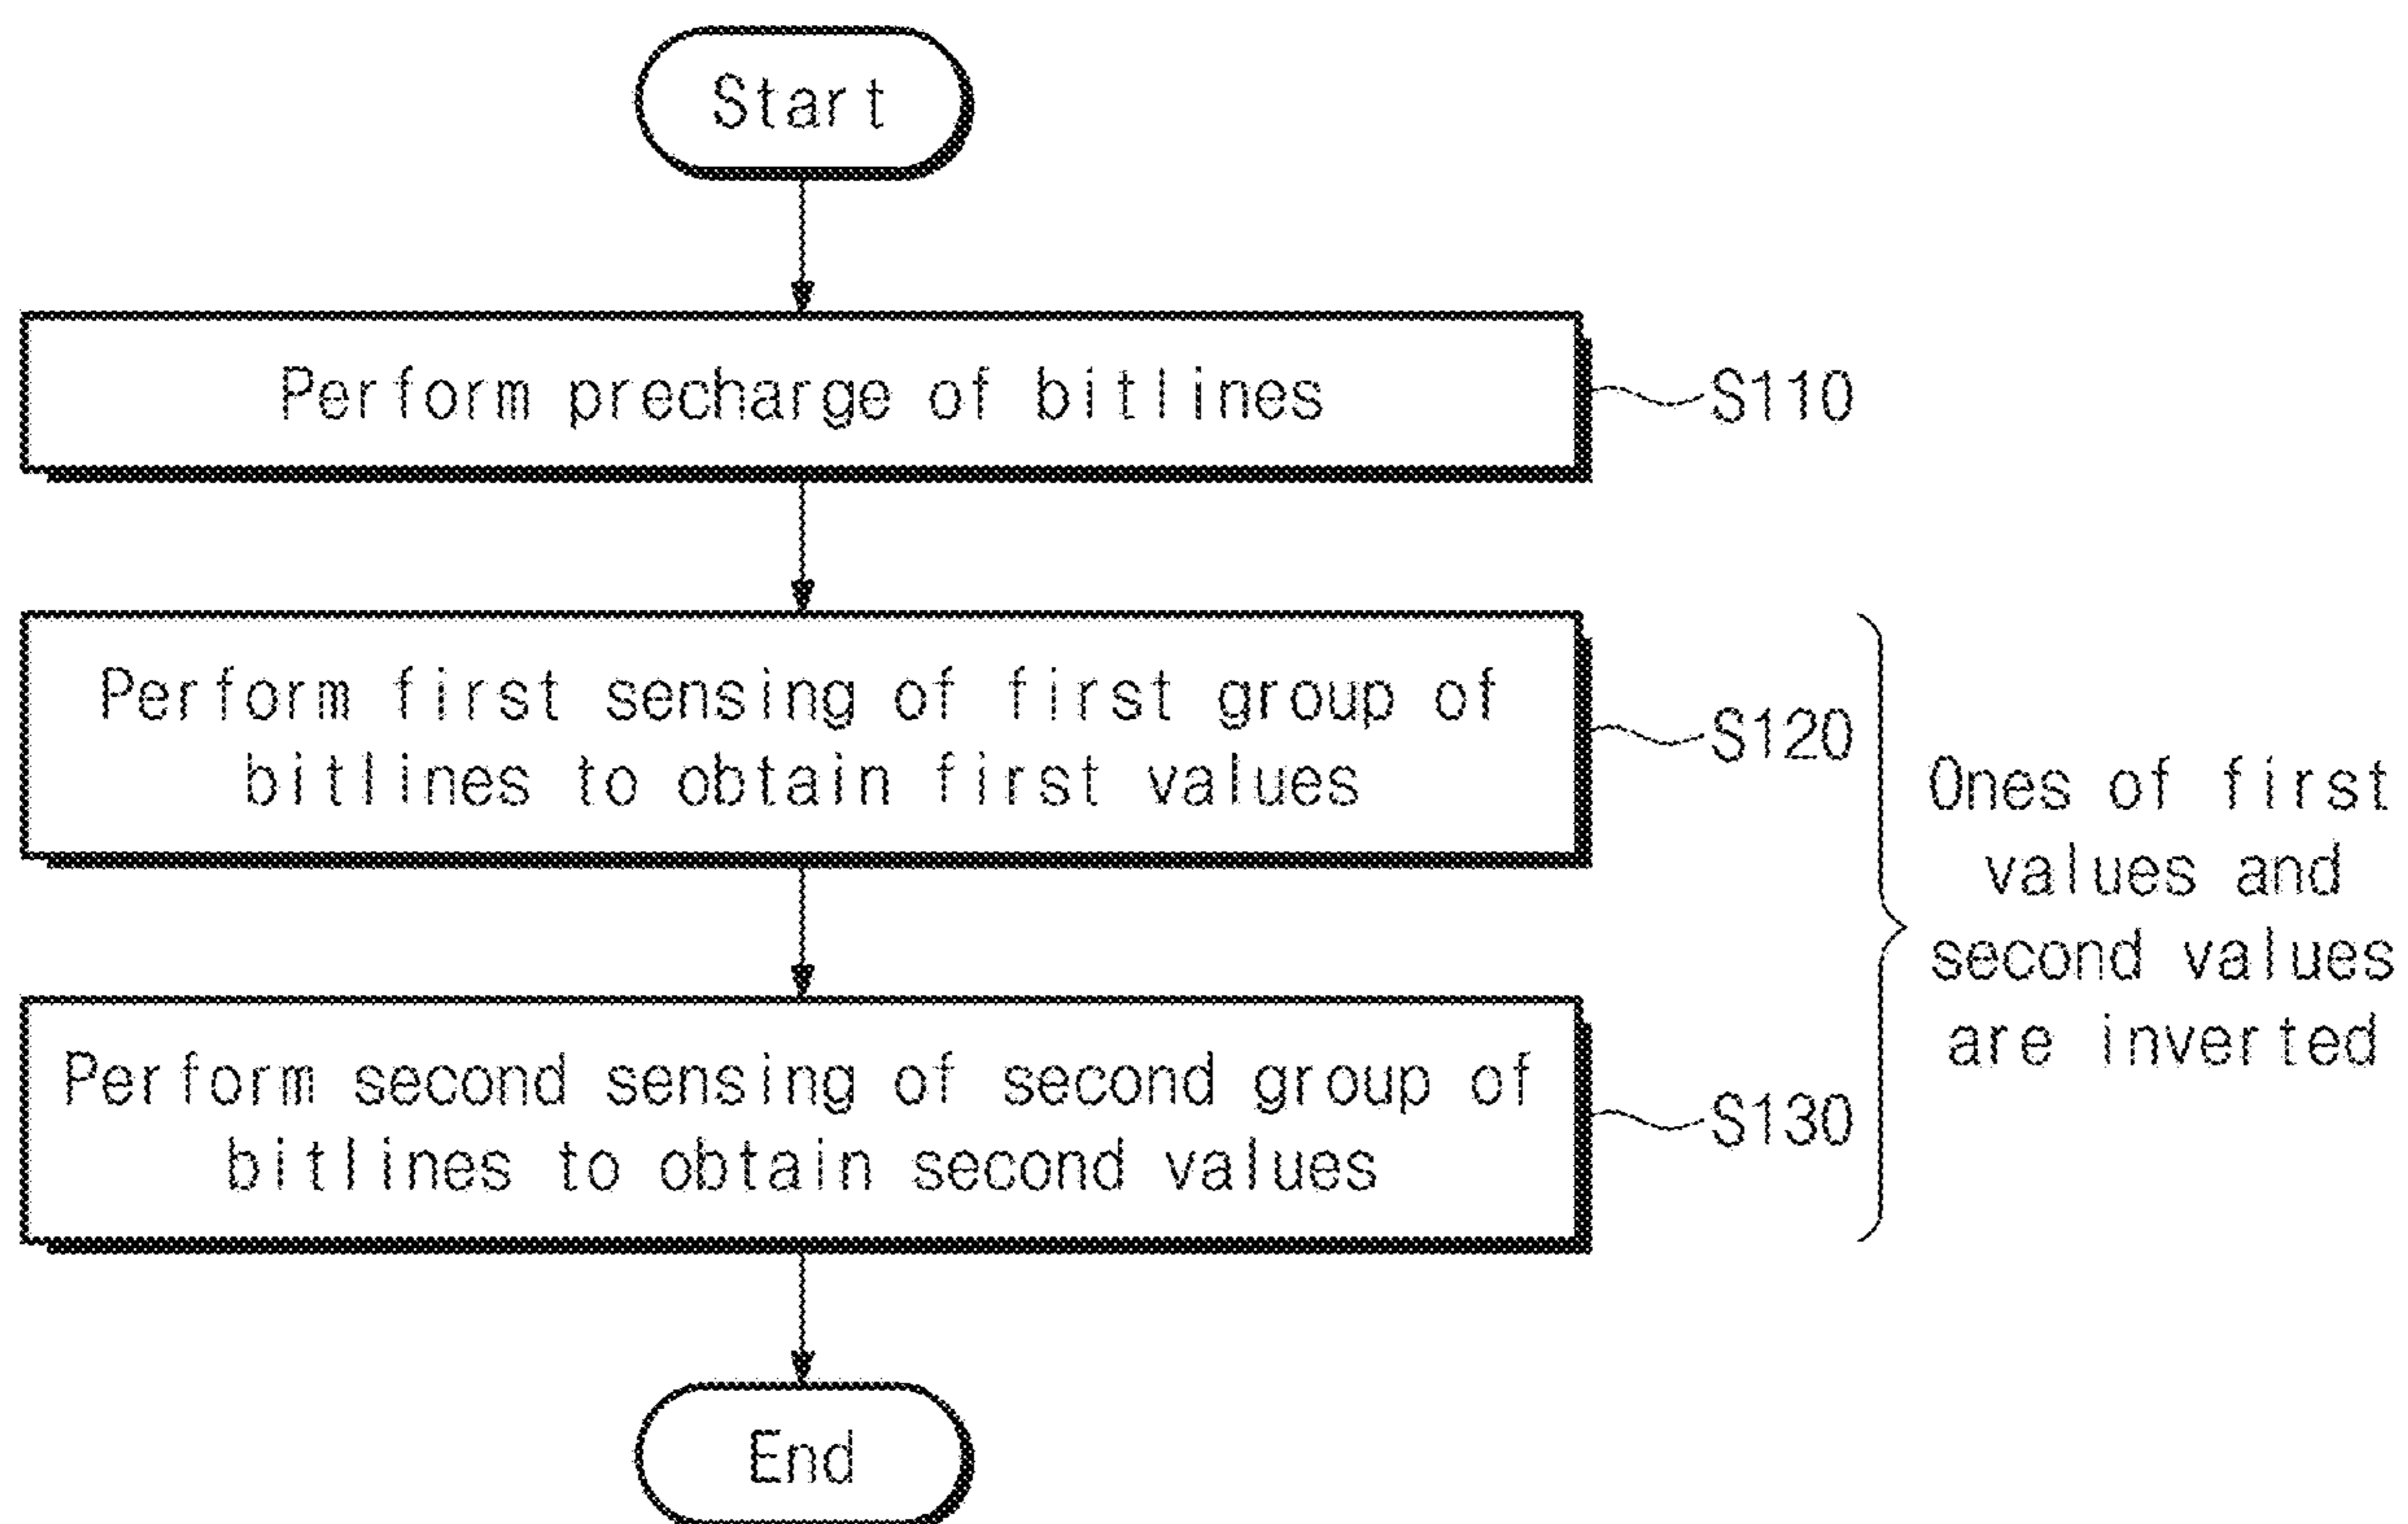 Start
Perform precharge of bitlines
S110
Perform first sensing of first group of
bitlines to obtain first values
S120
Perform second sensing of second group of
bitlines to obtain second values
S130
Ones of first
values and
second values
are inverted
End